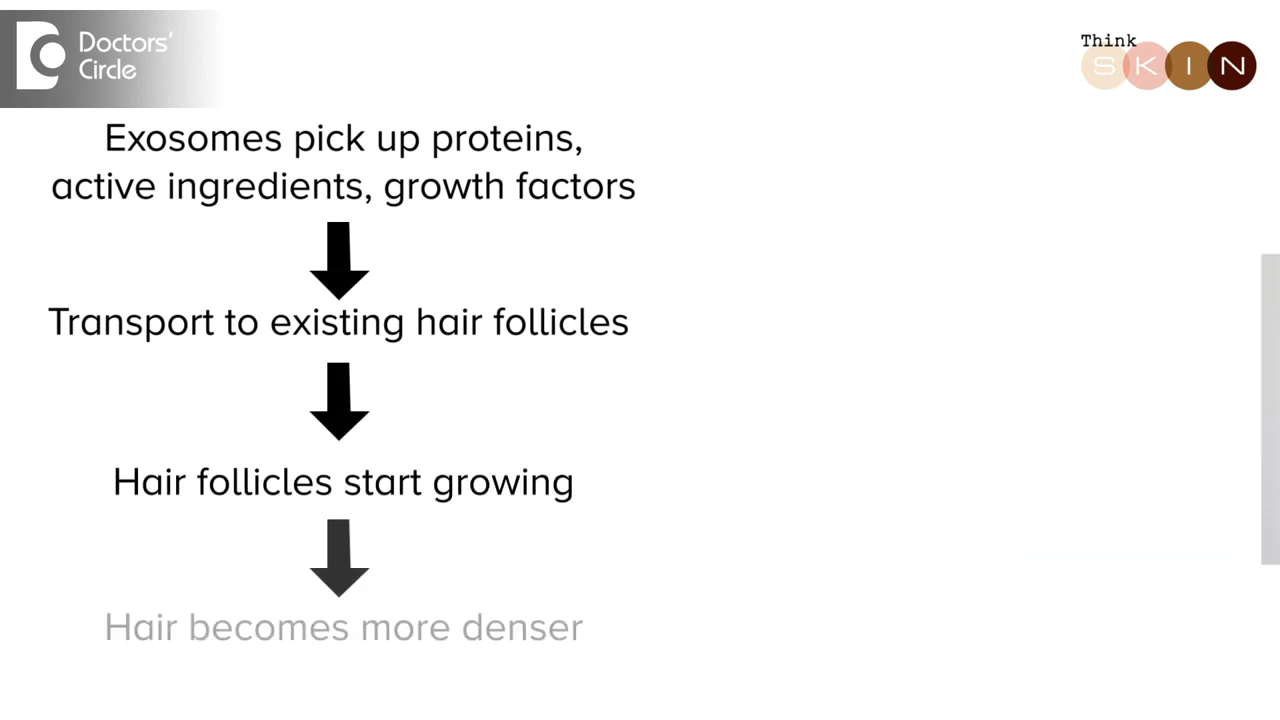 Doctors'
Circle
Think
SKIN
Exosomes pick up proteins,
active ingredients, growth factors
Transport to existing hair follicles
Hair follicles start growing
Hair becomes more denser